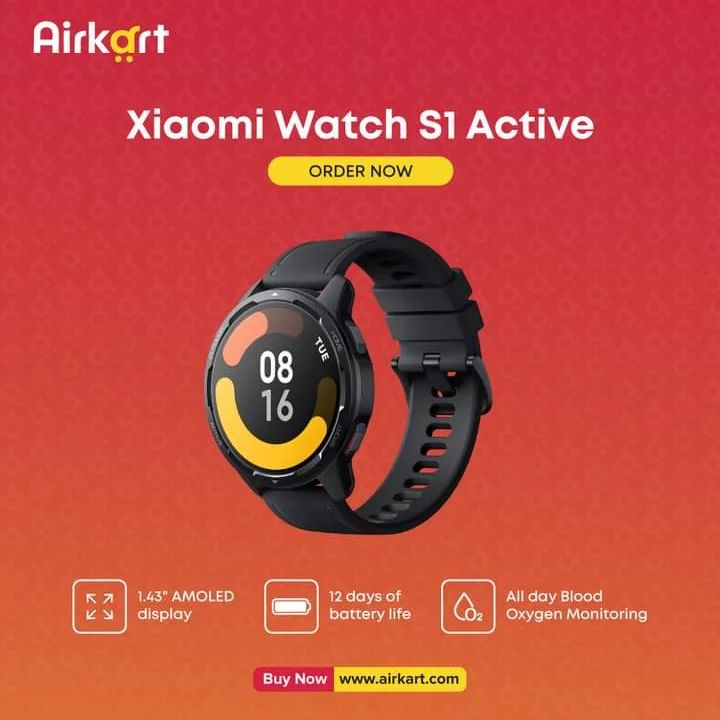 Airkart
Xiaomi Watch S1 Active
ORDER NOW
TUE
08
16
1.43" AMOLED
display
12 days of
battery life
O2
All day Blood
Oxygen Monitoring
Buy Now www.airkart.com